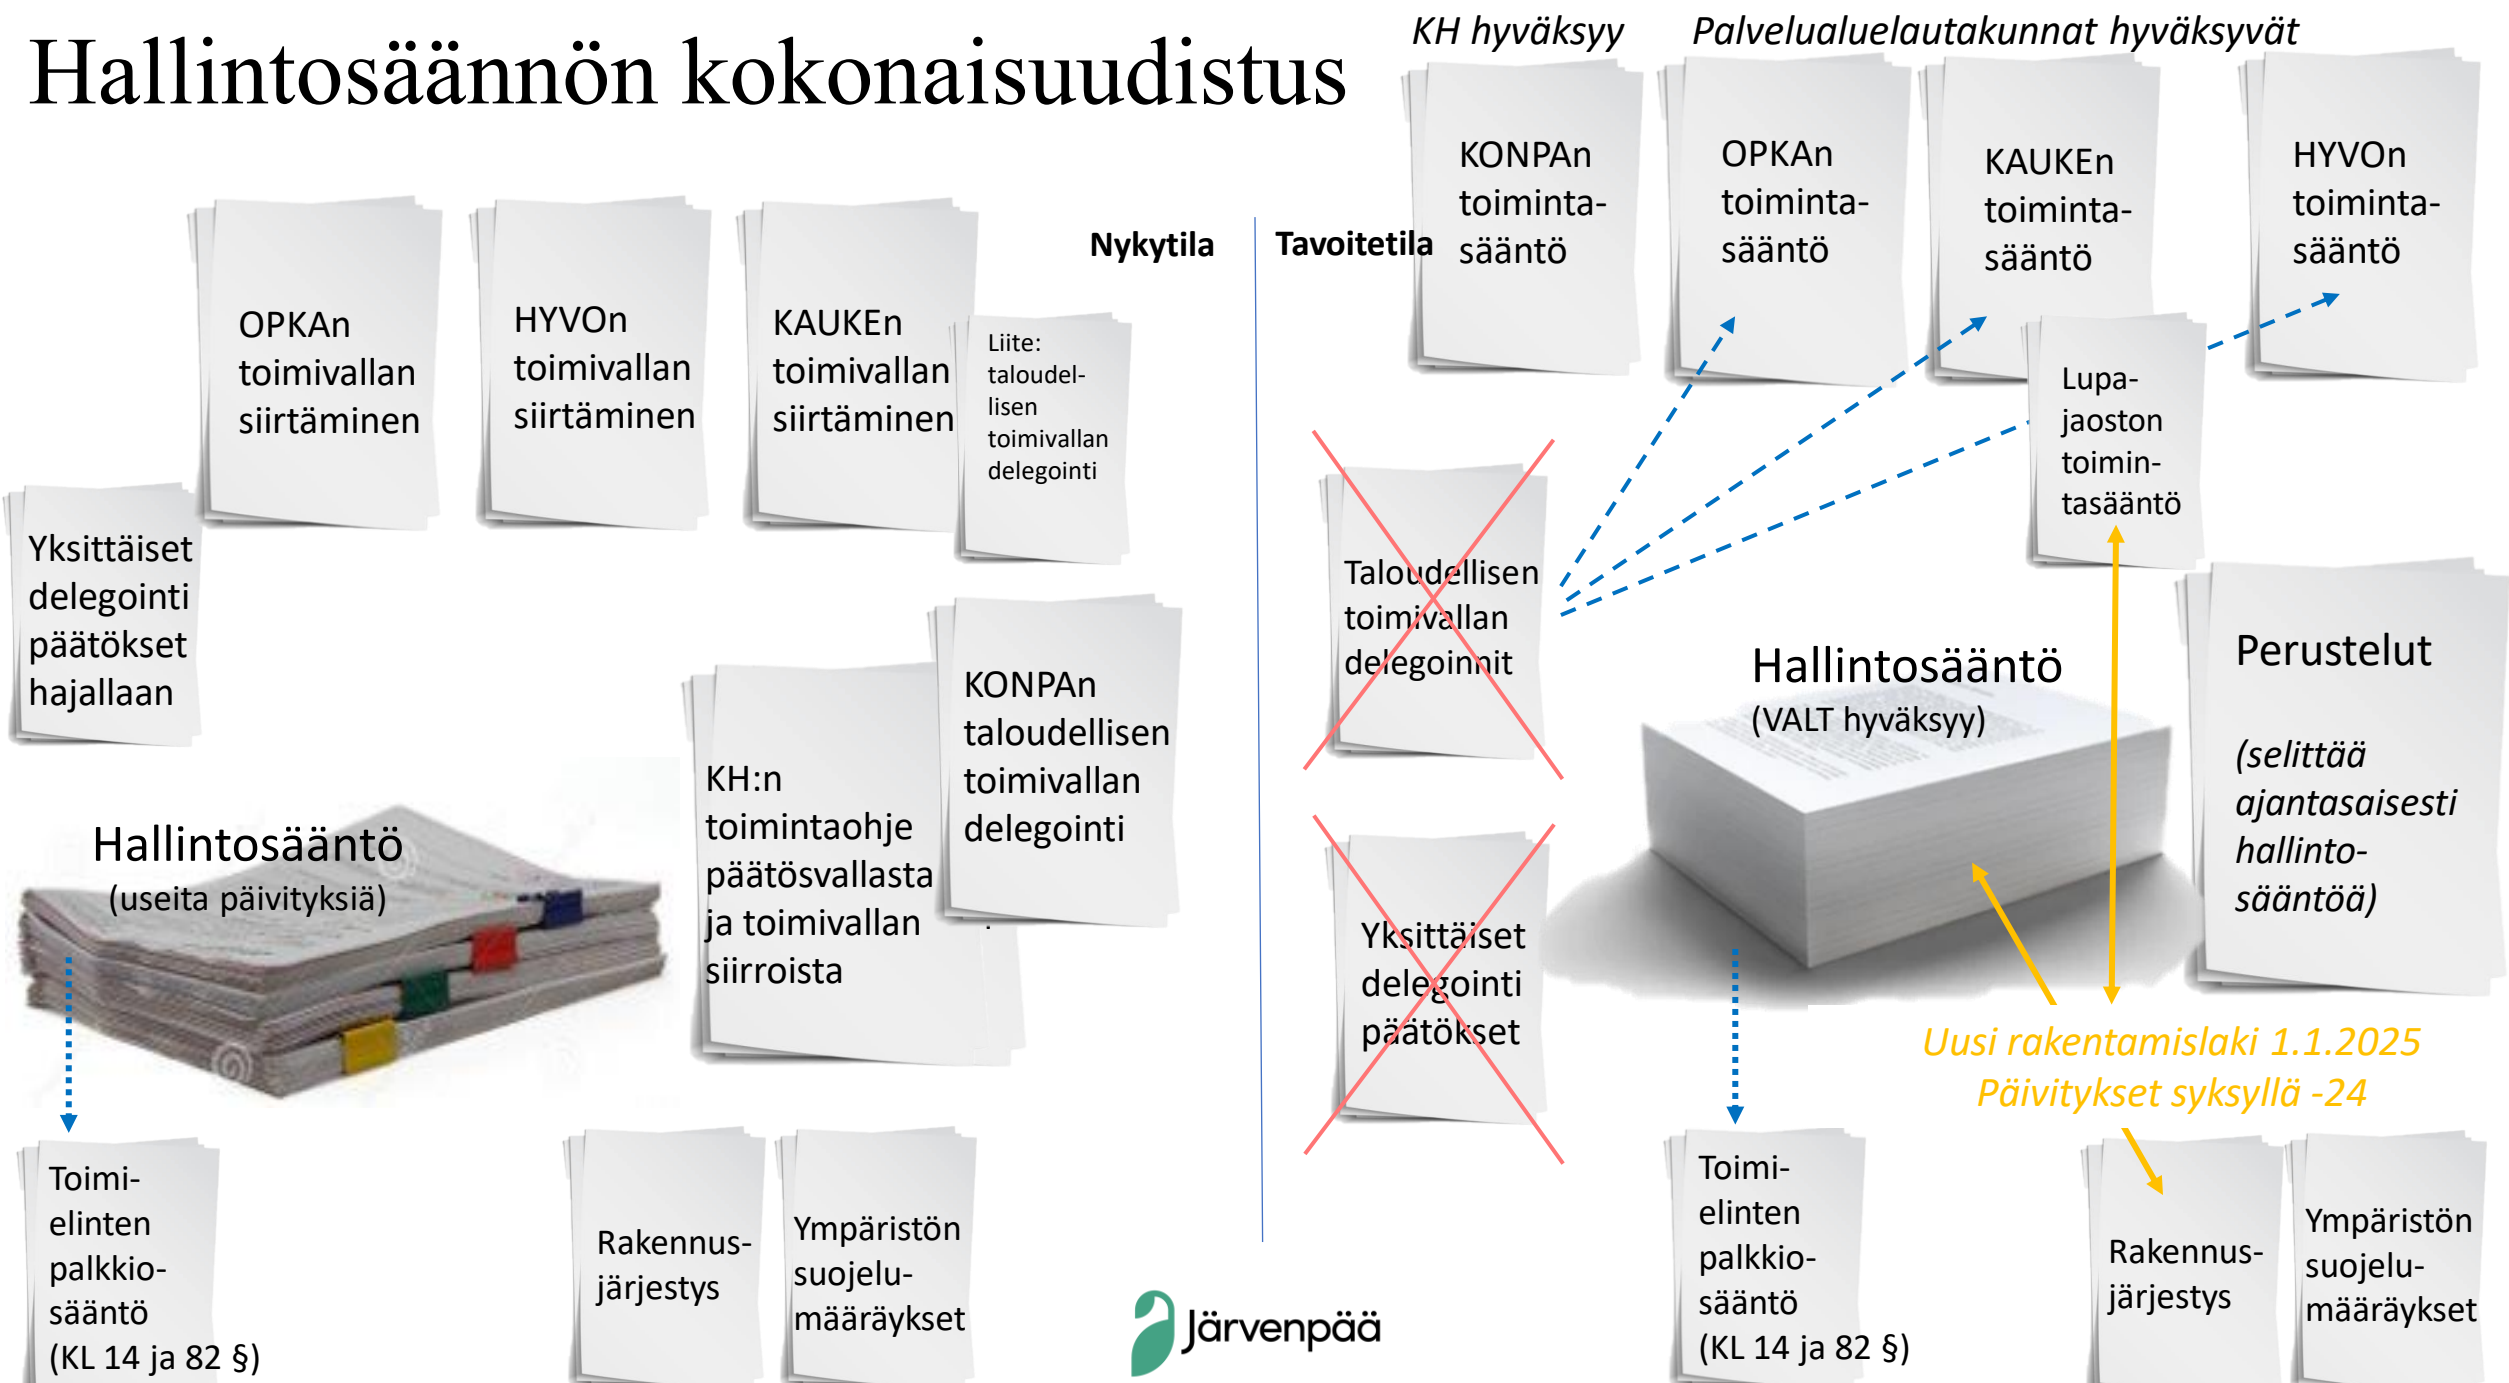 Hallintosäännön kokonaisuudistus
KH hyväksyy
Palvelualuelautakunnat hyväksyvät
Nykytila
Tavoitetila
OPKAn
toimivallan
siirtäminen
HYVOn
toimivallan
siirtäminen
KAUKEn
toimivallan
siirtäminen
Liite:
taloudel-
lisen
toimivallan
delegointi
Yksittäiset
delegointi
päätökset
hajallaan
KONPAn
taloudellisen
toimivallan
delegointi
KH:n
toimintaohje
päätösvallasta
ja toimivallan
siirroista
Hallintosääntö
(useita päivityksiä)
Toimi-
elinten
palkkio-
sääntö
(KL 14 ja 82 §)
Rakennus-
järjestys
Ympäristön
suojelu-
määräykset
KONPAn
toiminta-
sääntö
OPKAn
toiminta-
sääntö
KAUKEn
toiminta-
sääntö
HYVOn
toiminta-
sääntö
Lupa-
jaoston
toimin-
tasääntö
Taloudellisen
toimivallan
delegoinnit
Yksittäiset
delegointi
päätökset
Hallintosääntö
(VALT hyväksyy)
Perustelut
(selittää
ajantasaisesti
hallinto-
sääntöä)
Uusi rakentamislaki 1.1.2025
Päivitykset syksyllä -24
Toimi-
elinten
palkkio-
sääntö
(KL 14 ja 82 §)
Rakennus-
järjestys
Ympäristön
suojelu-
määräykset
Järvenpää